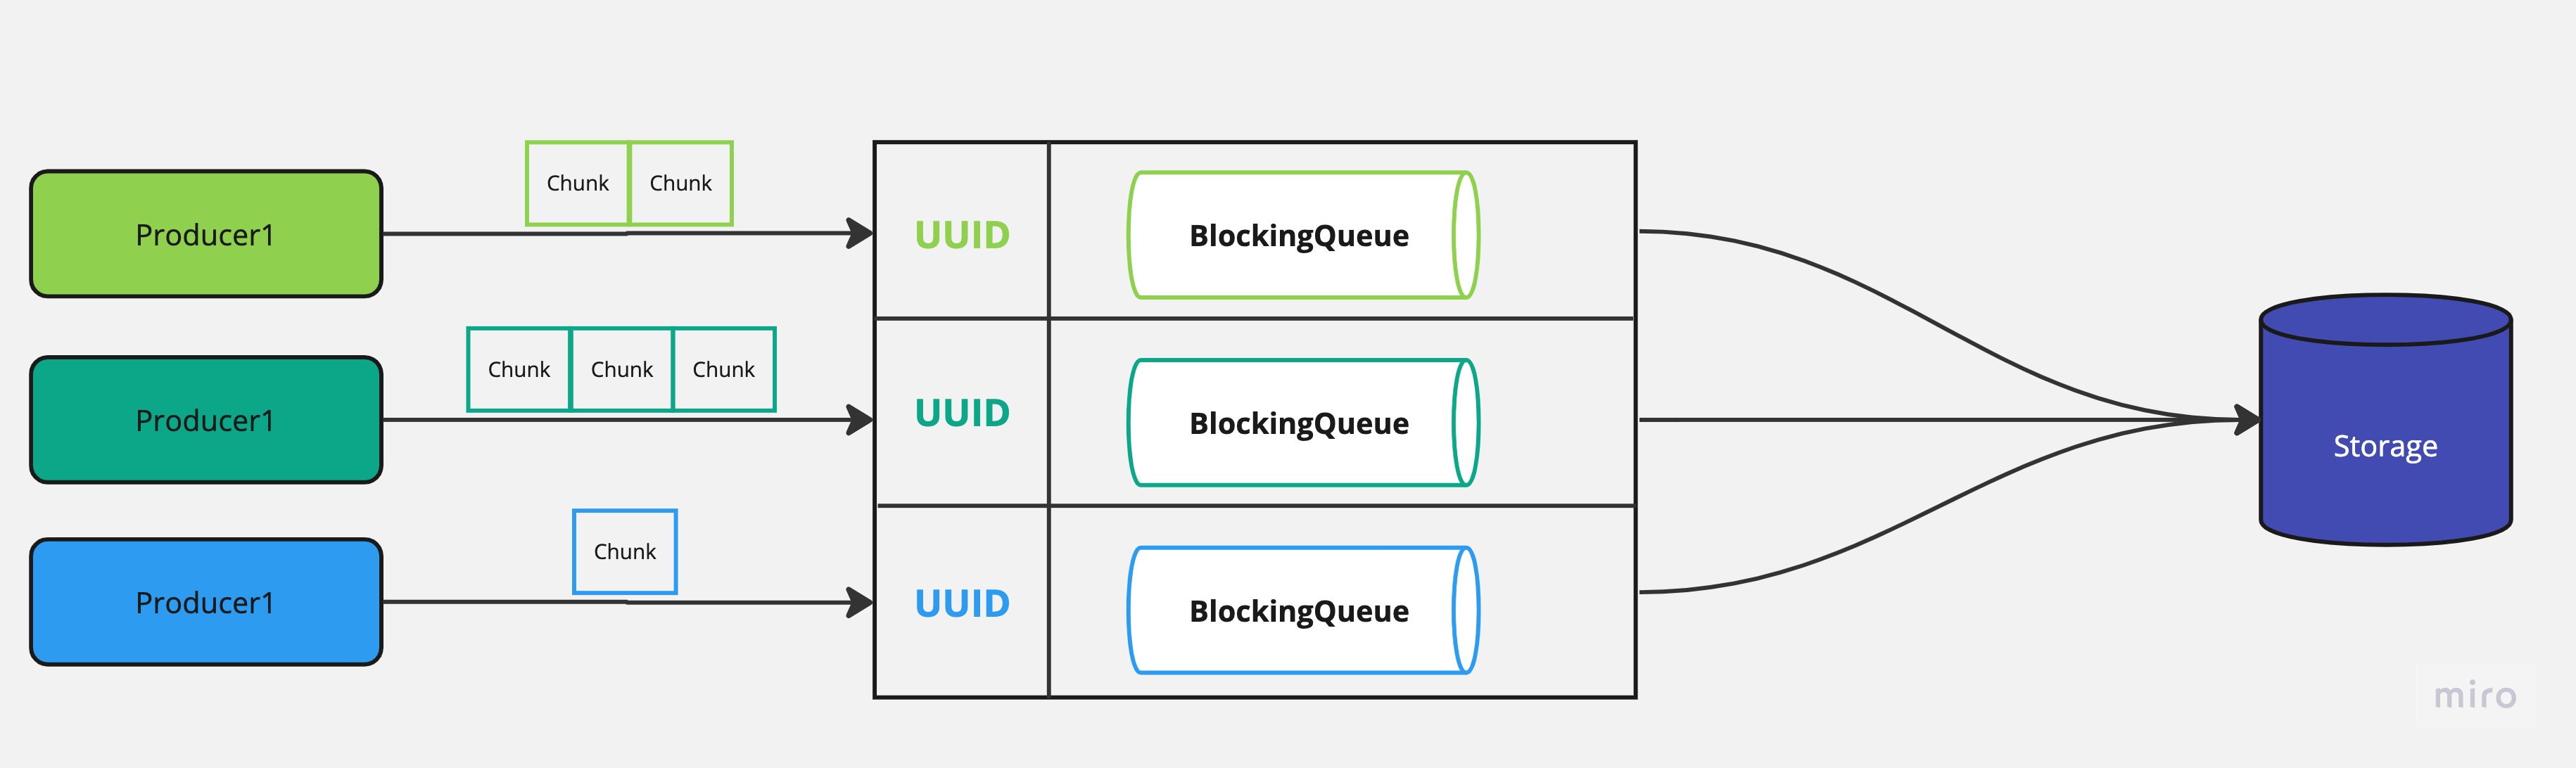 Chunk Chunk
Producer1
UUID
BlockingQueue
Chunk Chunk Chunk
Producer1
UUID
BlockingQueue
Storage
Chunk
Producer1
UUID
BlockingQueue
miro